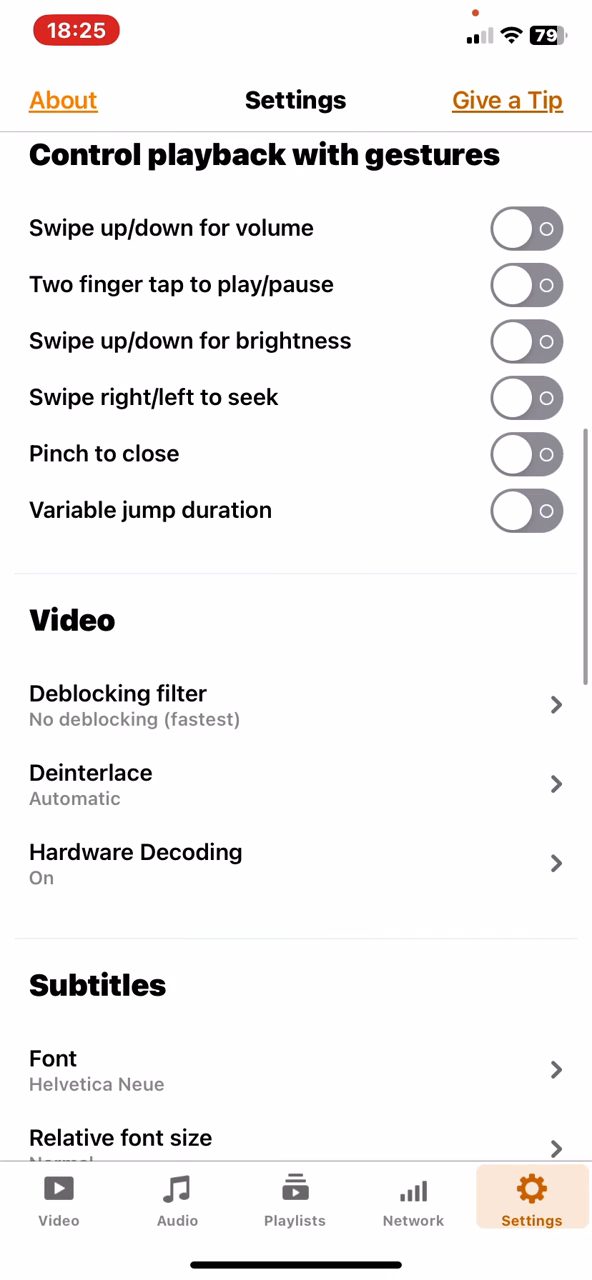 18:25
79
About
Settings
Give a Tip
Control playback with gestures
Swipe up/down for volume
Two finger tap to play/pause
Swipe up/down for brightness
Swipe right/left to seek
Pinch to close
Variable jump duration
Video
Deblocking filter
No deblocking (fastest)
Deinterlace
Automatic
Hardware Decoding
On
Subtitles
Font
Helvetica Neue
Relative font size
Video
Audio
Playlists
Network
Settings